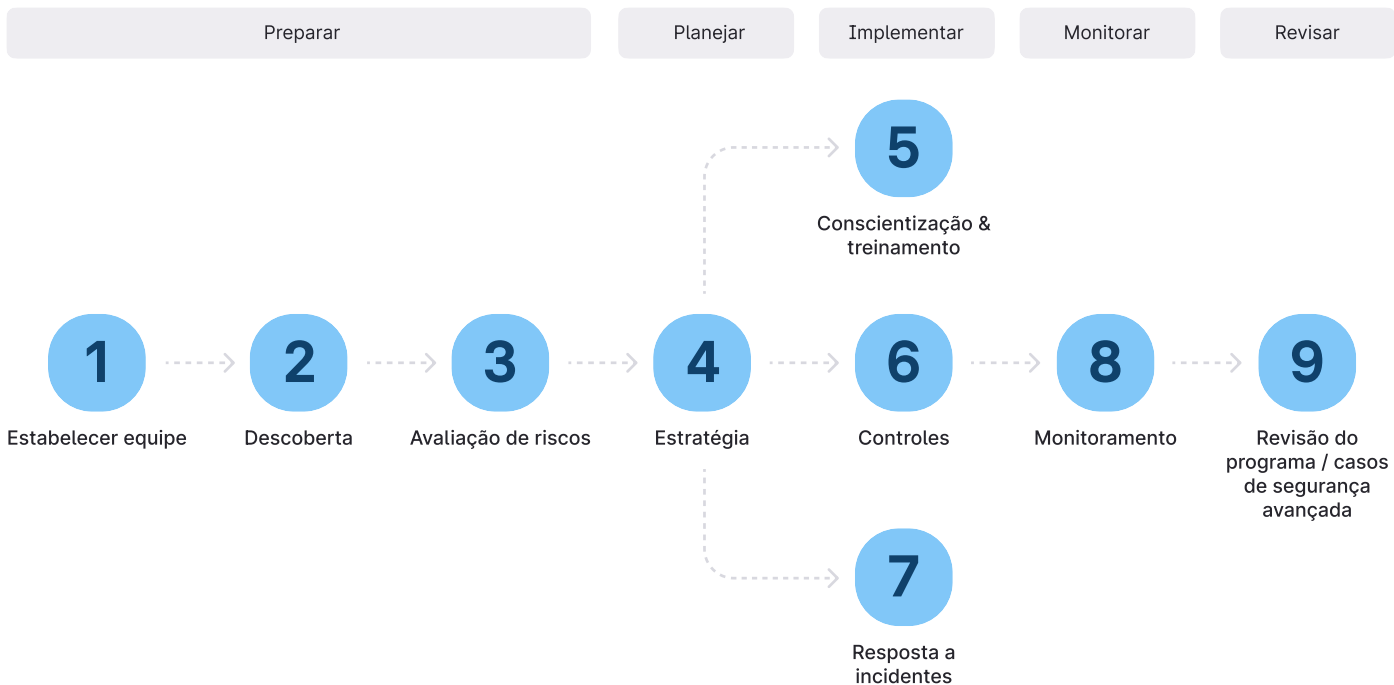 Preparar
Planejar
Implementar
Monitorar
Revisar
5
Conscientização &
treinamento
1
Estabelecer equipe
2
Descoberta
3
Avaliação de riscos
4
Estratégia
6
Controles
8
Monitoramento
9
Revisão do
programa / casos
de segurança
avançada
7
Resposta a
incidentes